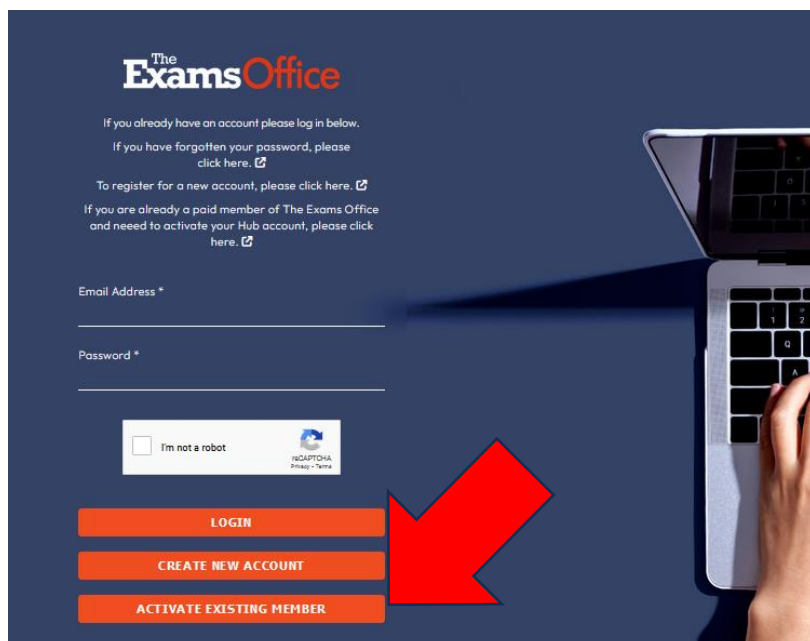 The
ExamsOffice
If you already have an account please log in below.
If you have forgotten your password, please
click here.
To register for a new account, please click here.
If you are already a paid member of The Exams Office
and neeed to activate your Hub account, please click
here.
Email Address *
Password *
I'm not a robot
reCAPTCHA
Privacy - Terms
LOGIN
CREATE NEW ACCOUNT
ACTIVATE EXISTING MEMBER
1 2
Q
A